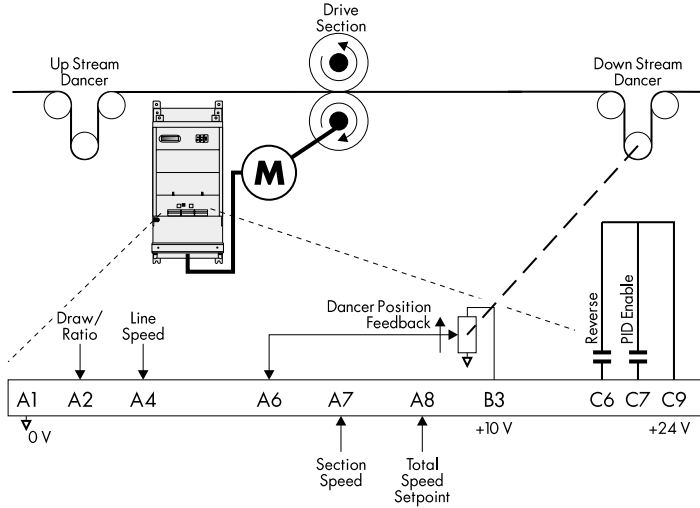 Drive
Section
Up Stream
Dancer
Down Stream
Dancer
M
Dancer Position
Feedback
Reverse
PID Enable
Draw/
Ratio
Line
Speed
A1 A2 A4 A6 A7 A8 B3 C6 C7 C9
0 V
+10 V
+24 V
Section
Speed
Total
Speed
Setpoint